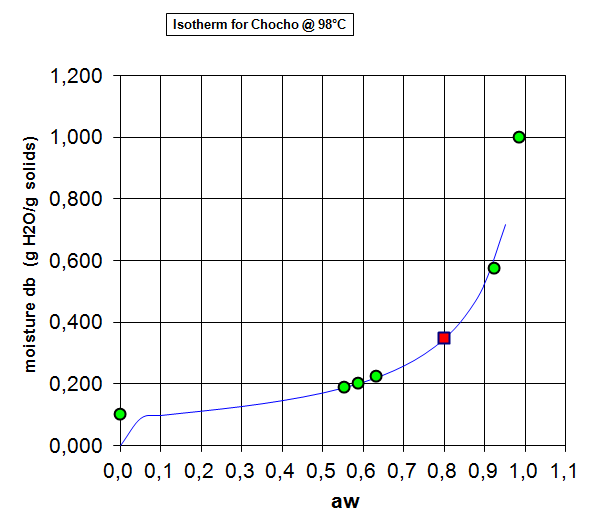 Isotherm for Chocho @ 98°C
1,200
1,000
0,800
0,600
0,400
0,200
0,000
moisture db (g H2O/g solids)
0,0 0,1 0,2 0,3 0,4 0,5 0,6 0,7 0,8 0,9 1,0 1,1
aw